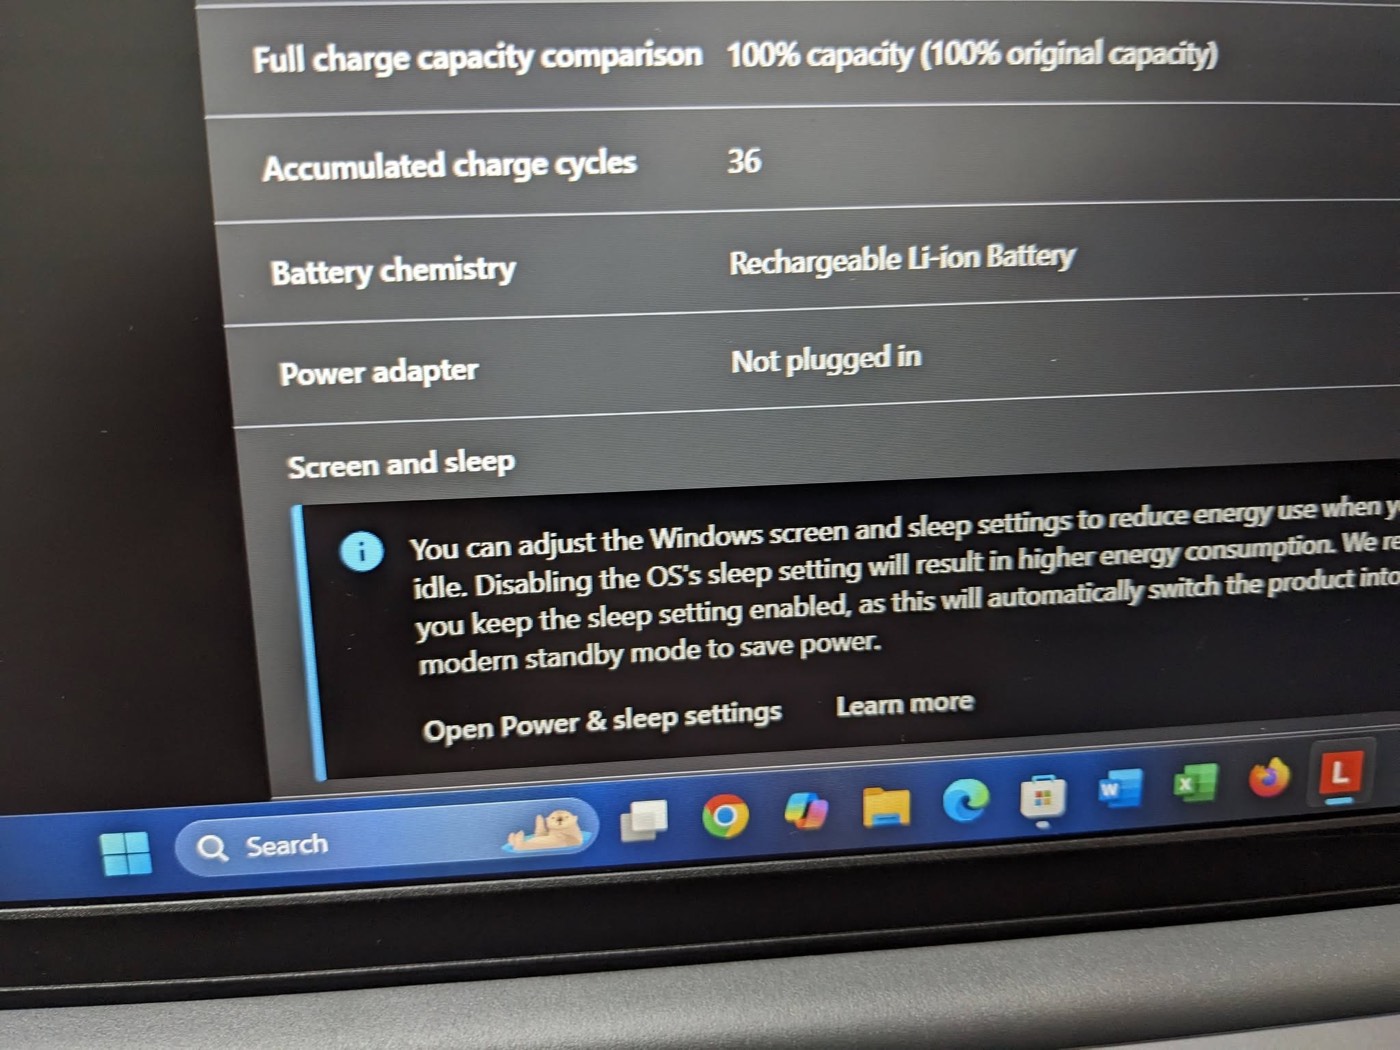 Full charge capacity comparison 100% capacity (100% original capacity)
Accumulated charge cycles 36
Battery chemistry Rechargeable Li-ion Battery
Power adapter Not plugged in
Screen and sleep
You can adjust the Windows screen and sleep settings to reduce energy use when
idle. Disabling the OS's sleep setting will result in higher energy consumption. We
you keep the sleep setting enabled, as this will automatically switch the product into
modern standby mode to save power.
Open Power & sleep settings Learn more
Search
W
X
L